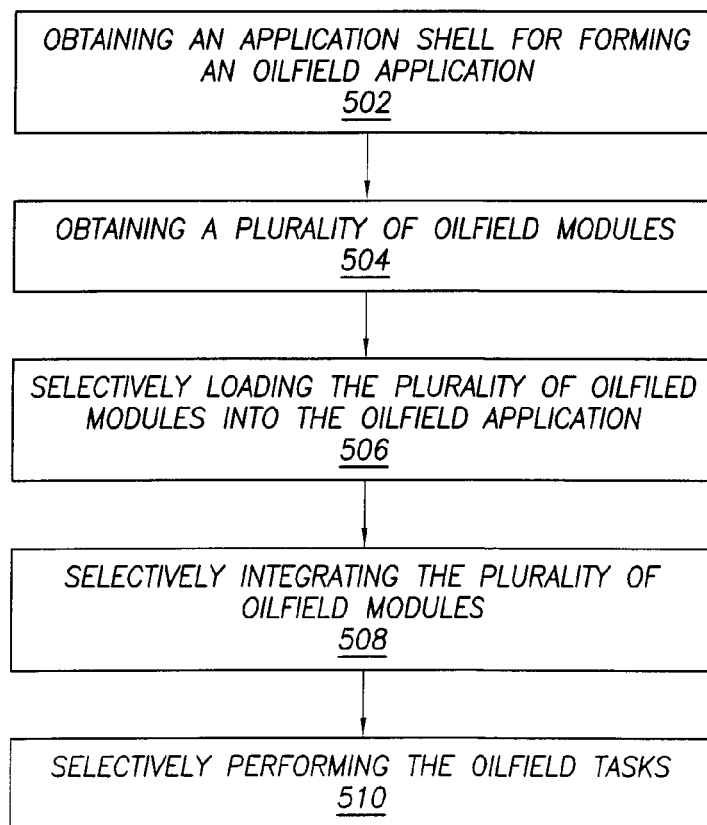 OBTAINING AN APPLICATION SHELL FOR FORMING
AN OILFIELD APPLICATION
502
OBTAINING A PLURALITY OF OILFIELD MODULES
504
SELECTIVELY LOADING THE PLURALITY OF OILFILED
MODULES INTO THE OILFIELD APPLICATION
506
SELECTIVELY INTEGRATING THE PLURALITY OF
OILFIELD MODULES
508
SELECTIVELY PERFORMING THE OILFIELD TASKS
510